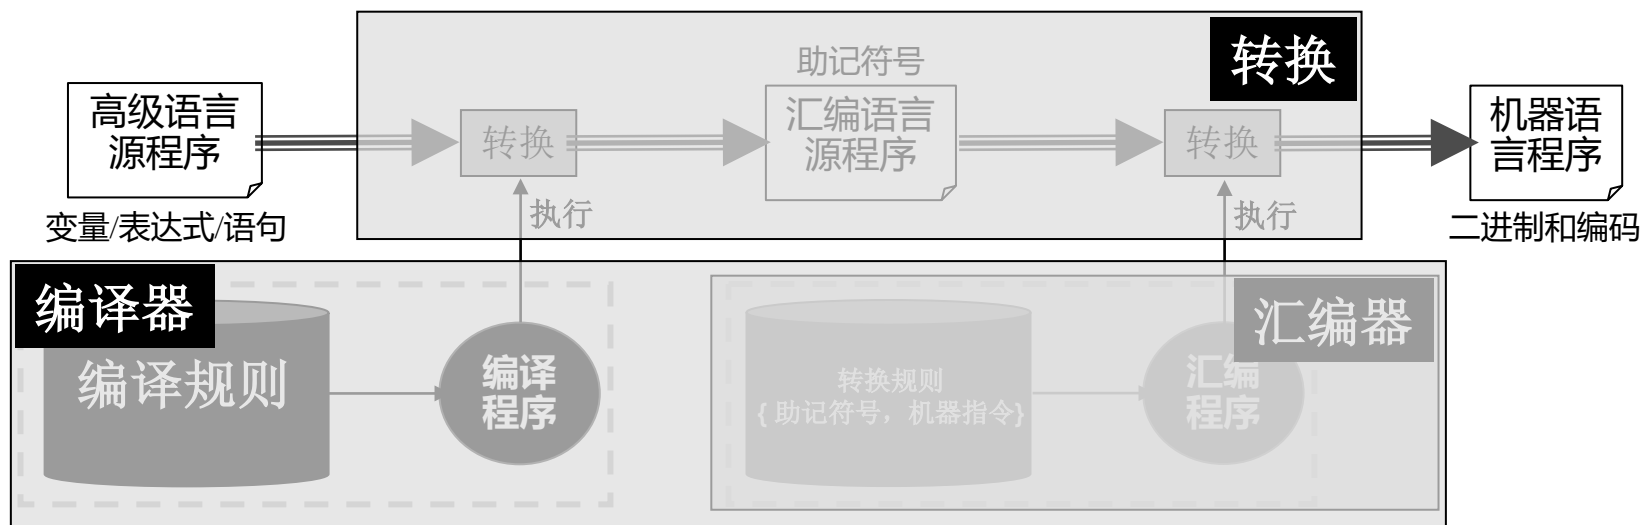 助记符号
转换
高级语言
源程序
转换
汇编语言
源程序
转换
机器语
言程序
变量/表达式/语句
执行
执行
二进制和编码
编译器
汇编器
编译规则
编译
程序
转换规则
{ 助记符号，机器指令}
汇编
程序